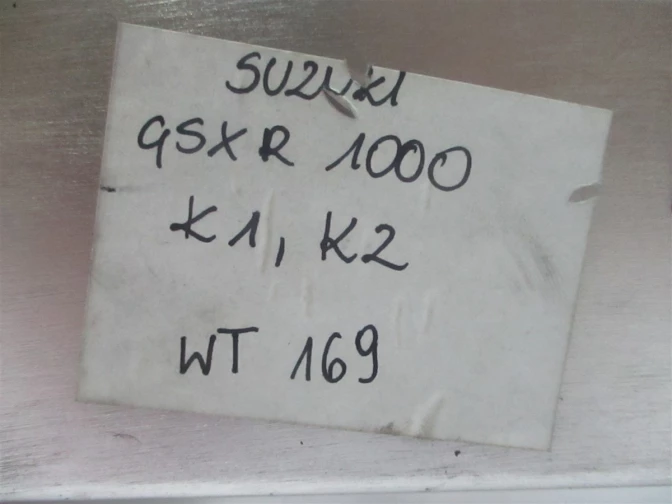 SUZUKI
GSXR 1000
K1, K2
WT 169